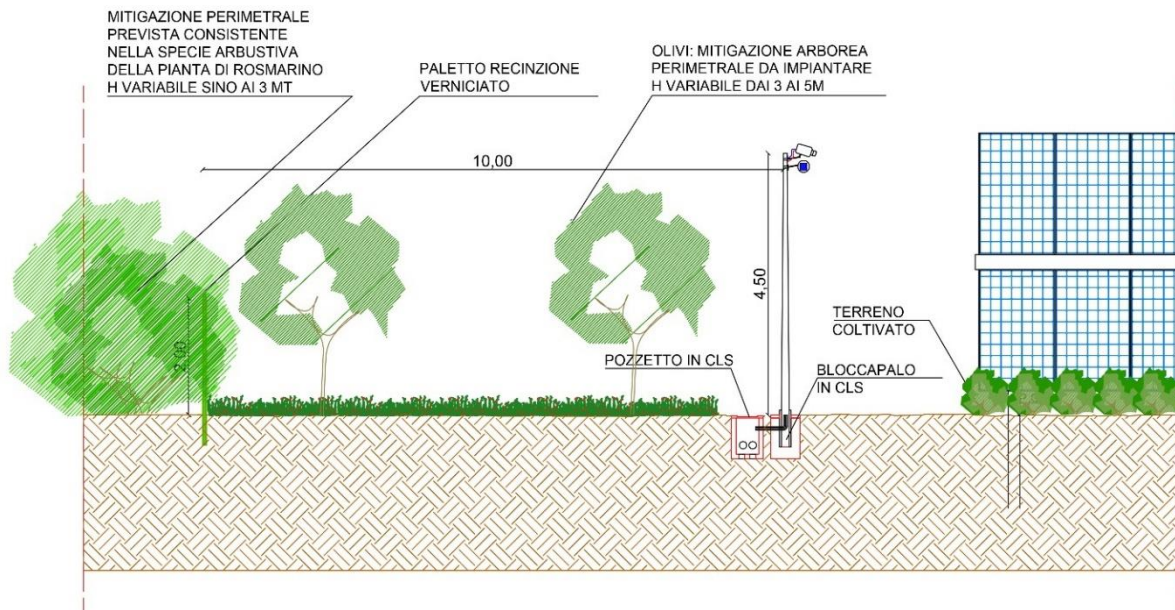 MITIGAZIONE PERIMETRALE
PREVISTA CONSISTENTE
NELLA SPECIE ARBUSTIVA
DELLA PIANTA DI ROSMARINO
H VARIABILE SINO AI 3 MT
PALETTO RECINZIONE
VERNICIATO
OLIVI: MITIGAZIONE ARBOREA
PERIMETRALE DA IMPIANTARE
H VARIABILE DAI 3 AI 5M
10,00
4,50
2,00
TERRENO
COLTIVATO
POZZETTO IN CLS
BLOCCAPALO
IN CLS